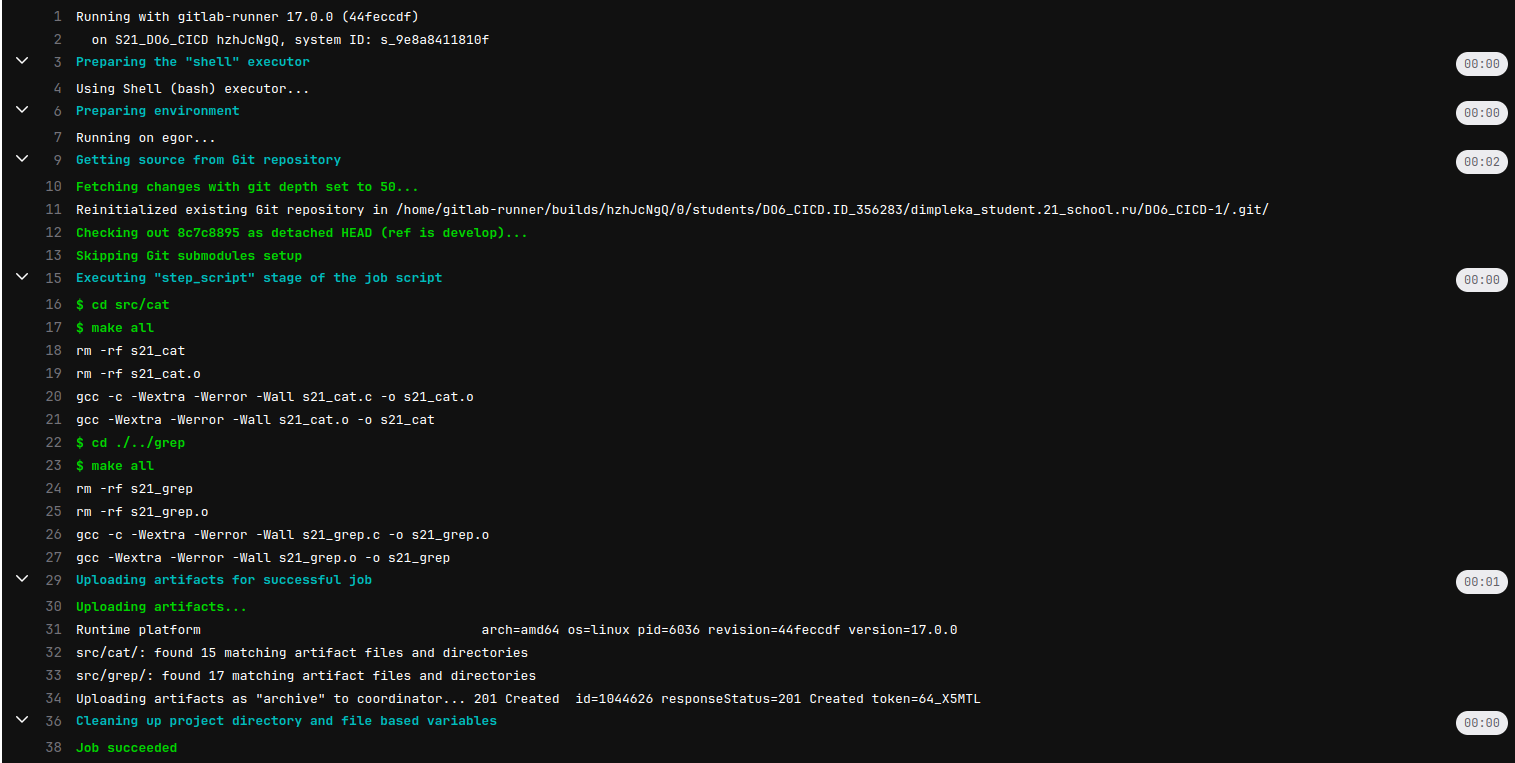 1 Running with gitlab-runner 17.0.0 (44feccdf)
2 on S21_DO6_CICD hzhJcNgQ, system ID: s_9e8a8411810f
3 Preparing the "shell" executor 00:00
4 Using Shell (bash) executor...
6 Preparing environment 00:00
7 Running on egor...
9 Getting source from Git repository 00:02
10 Fetching changes with git depth set to 50...
11 Reinitialized existing Git repository in /home/gitlab-runner/builds/hzhJcNgQ/0/students/DO6_CICD.ID_356283/dimpleka_student.21_school.ru/DO6_CICD-1/.git/
12 Checking out 8c7c8895 as detached HEAD (ref is develop)...
13 Skipping Git submodules setup
15 Executing "step_script" stage of the job script 00:00
16 $ cd src/cat
17 $ make all
18 rm -rf s21_cat
19 rm -rf s21_cat.o
20 gcc -c -Wextra -Werror -Wall s21_cat.c -o s21_cat.o
21 gcc -Wextra -Werror -Wall s21_cat.o -o s21_cat
22 $ cd ./../grep
23 $ make all
24 rm -rf s21_grep
25 rm -rf s21_grep.o
26 gcc -c -Wextra -Werror -Wall s21_grep.c -o s21_grep.o
27 gcc -Wextra -Werror -Wall s21_grep.o -o s21_grep
29 Uploading artifacts for successful job 00:01
30 Uploading artifacts...
31 Runtime platform arch=amd64 os=linux pid=6036 revision=44feccdf version=17.0.0
32 src/cat/: found 15 matching artifact files and directories
33 src/grep/: found 17 matching artifact files and directories
34 Uploading artifacts as "archive" to coordinator... 201 Created id=1044626 responseStatus=201 Created token=64_X5MTL
36 Cleaning up project directory and file based variables 00:00
38 Job succeeded